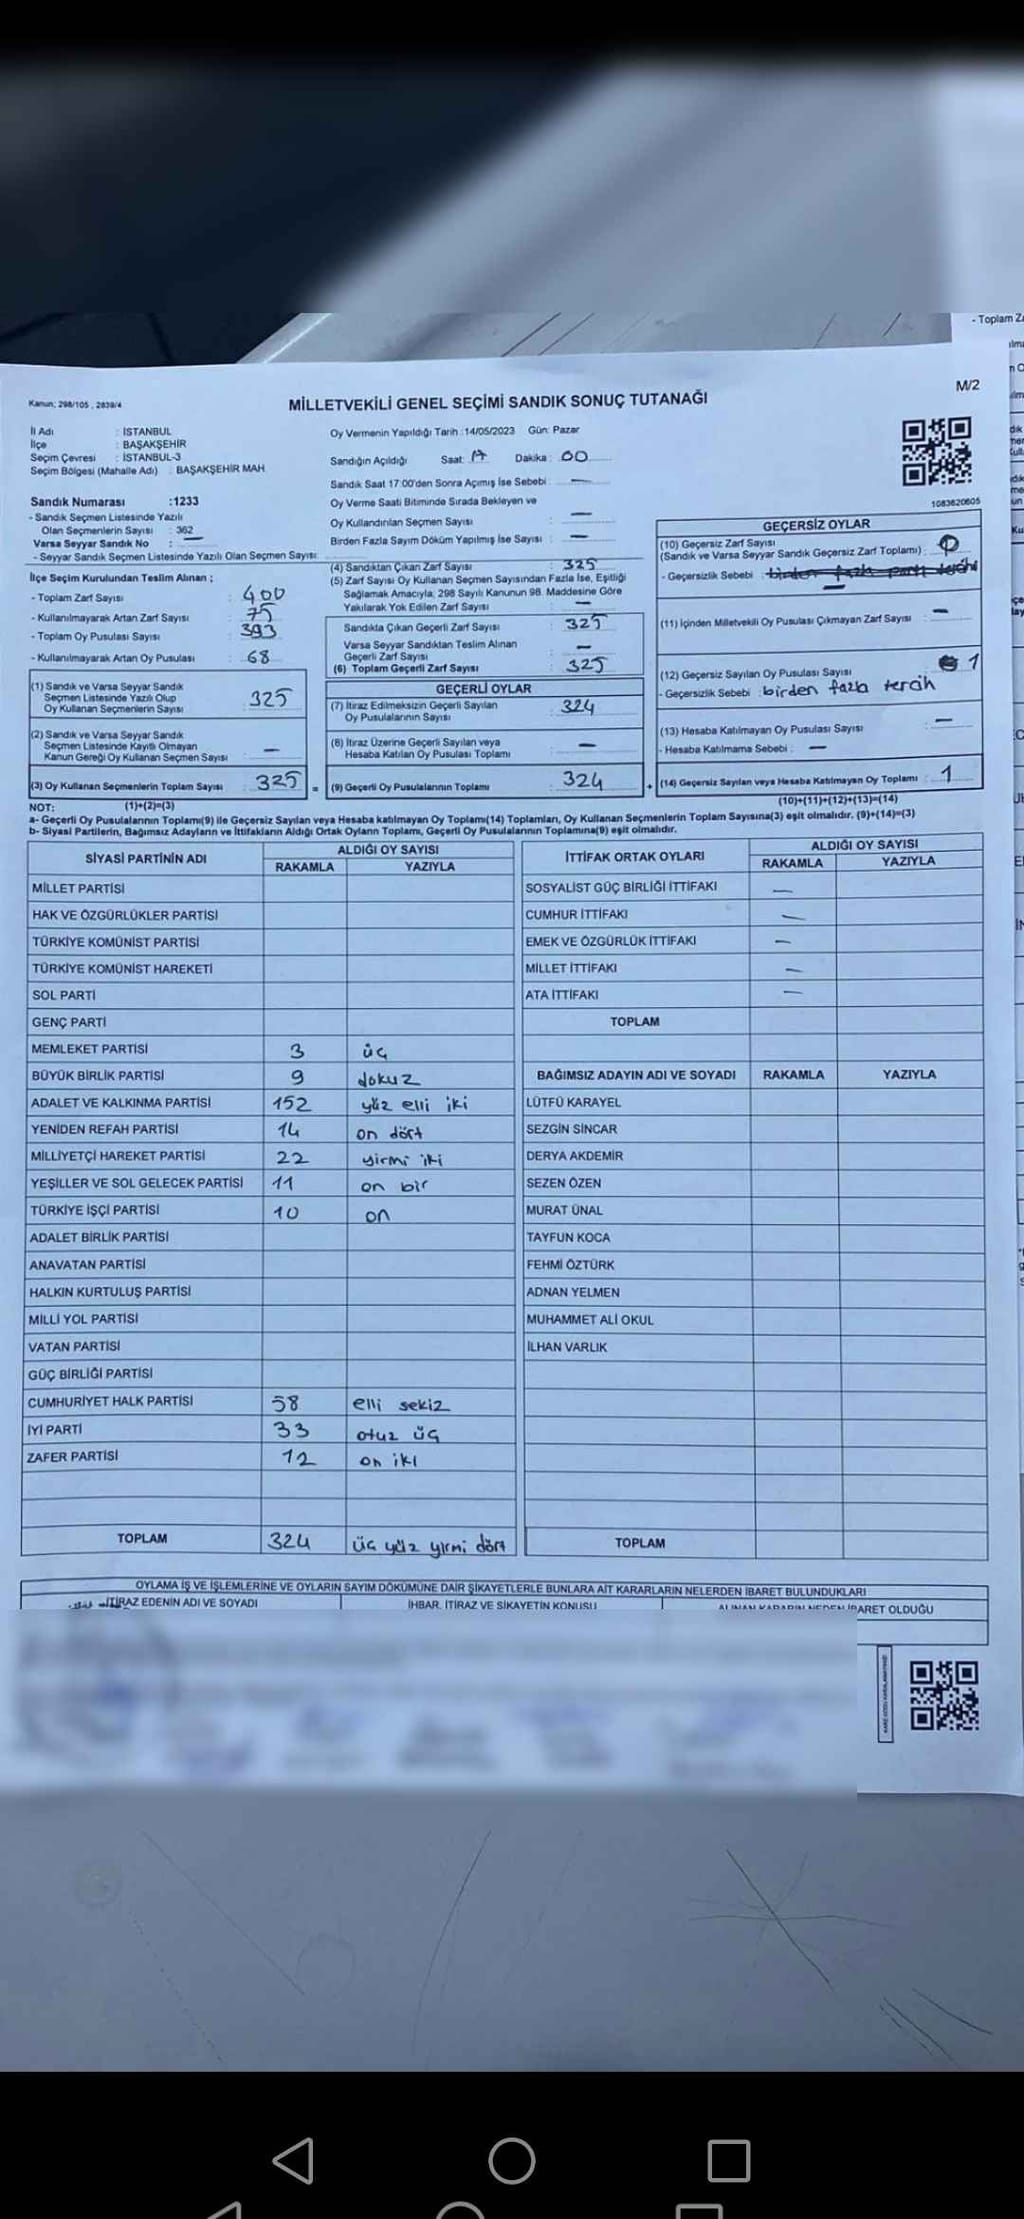 - Toplam Za
M/2
Kanun; 298/105 , 2839/4
MİLLETVEKİLİ GENEL SEÇİMİ SANDIK SONUÇ TUTANAĞI
İl Adı : İSTANBUL
İlçe : BAŞAKŞEHİR
Seçim Çevresi : İSTANBUL-3
Seçim Bölgesi (Mahalle Adı) : BAŞAKŞEHİR MAH
Sandık Numarası :1233
- Sandık Seçmen Listesinde Yazılı
Olan Seçmenlerin Sayısı : 362
Varsa Seyyar Sandık No : —
- Seyyar Sandık Seçmen Listesinde Yazılı Olan Seçmen Sayısı:
Oy Vermenin Yapıldığı Tarih :14/05/2023 Gün: Pazar
Sandığın Açıldığı Saat: 17 Dakika : 00
Sandık Saat 17:00'den Sonra Açımış İse Sebebi : —
Oy Verme Saati Bitiminde Sırada Bekleyen ve
Oy Kullandırılan Seçmen Sayısı : —
Birden Fazla Sayım Döküm Yapılmış İse Sayısı : —
1083620605
İlçe Seçim Kurulundan Teslim Alınan ;
- Toplam Zarf Sayısı : 400
- Kullanılmayarak Artan Zarf Sayısı : 75
- Toplam Oy Pusulası Sayısı : 393
- Kullanılmayarak Artan Oy Pusulası : 68
(4) Sandıktan Çıkan Zarf Sayısı : 325
(5) Zarf Sayısı Oy Kullanan Seçmen Sayısından Fazla İse, Eşitliği
Sağlamak Amacıyla, 298 Sayılı Kanunun 98. Maddesine Göre
Yakılarak Yok Edilen Zarf Sayısı : —
Sandıkta Çıkan Geçerli Zarf Sayısı : 325
Varsa Seyyar Sandıktan Teslim Alınan
Geçerli Zarf Sayısı : —
(6) Toplam Geçerli Zarf Sayısı : 325
GEÇERSİZ OYLAR
(10) Geçersiz Zarf Sayısı
(Sandık ve Varsa Seyyar Sandık Geçersiz Zarf Toplamı) : 0
- Geçersizlik Sebebi : birden fazla parti tercihi
—
(11) İçinden Milletvekili Oy Pusulası Çıkmayan Zarf Sayısı : —
(12) Geçersiz Sayılan Oy Pusulası Sayısı : 1
- Geçersizlik Sebebi : birden fazla tercih
(13) Hesaba Katılmayan Oy Pusulası Sayısı : —
- Hesaba Katılmama Sebebi : —
(14) Geçersiz Sayılan veya Hesaba Katılmayan Oy Toplamı : 1
(10)+(11)+(12)+(13)=(14)
(1) Sandık ve Varsa Seyyar Sandık
Seçmen Listesinde Yazılı Olup
Oy Kullanan Seçmenlerin Sayısı : 325
(2) Sandık ve Varsa Seyyar Sandık
Seçmen Listesinde Kayıtlı Olmayan
Kanun Gereği Oy Kullanan Seçmen Sayısı : —
(3) Oy Kullanan Seçmenlerin Toplam Sayısı : 325 =
GEÇERLİ OYLAR
(7) İtiraz Edilmeksizin Geçerli Sayılan
Oy Pusulalarının Sayısı : 324
(8) İtiraz Üzerine Geçerli Sayılan veya
Hesaba Katılan Oy Pusulası Toplamı : —
(9) Geçerli Oy Pusulalarının Toplamı : 324 +
NOT: (1)+(2)=(3)
a- Geçerli Oy Pusulalarının Toplamı(9) ile Geçersiz Sayılan veya Hesaba katılmayan Oy Toplamı(14) Toplamları, Oy Kullanan Seçmenlerin Toplam Sayısına(3) eşit olmalıdır. (9)+(14)=(3)
b- Siyasi Partilerin, Bağımsız Adayların ve İttifakların Aldığı Ortak Oyların Toplamı, Geçerli Oy Pusulalarının Toplamına(9) eşit olmalıdır.
SİYASİ PARTİNİN ADI ALDIĞI OY SAYISI
RAKAMLA YAZIYLA
MİLLET PARTİSİ
HAK VE ÖZGÜRLÜKLER PARTİSİ
TÜRKİYE KOMÜNİST PARTİSİ
TÜRKİYE KOMÜNİST HAREKETİ
SOL PARTİ
GENÇ PARTİ
MEMLEKET PARTİSİ 3 üç
BÜYÜK BİRLİK PARTİSİ 9 dokuz
ADALET VE KALKINMA PARTİSİ 152 yüz elli iki
YENİDEN REFAH PARTİSİ 14 on dört
MİLLİYETÇİ HAREKET PARTİSİ 22 yirmi iki
YEŞİLLER VE SOL GELECEK PARTİSİ 11 on bir
TÜRKİYE İŞÇİ PARTİSİ 10 on
ADALET BİRLİK PARTİSİ
ANAVATAN PARTİSİ
HALKIN KURTULUŞ PARTİSİ
MİLLİ YOL PARTİSİ
VATAN PARTİSİ
GÜÇ BİRLİĞİ PARTİSİ
CUMHURİYET HALK PARTİSİ 58 elli sekiz
İYİ PARTİ 33 otuz üç
ZAFER PARTİSİ 12 on iki
TOPLAM 324 üç yüz yirmi dört
İTTİFAK ORTAK OYLARI ALDIĞI OY SAYISI
RAKAMLA YAZIYLA
SOSYALİST GÜÇ BİRLİĞİ İTTİFAKI —
CUMHUR İTTİFAKI —
EMEK VE ÖZGÜRLÜK İTTİFAKI —
MİLLET İTTİFAKI —
ATA İTTİFAKI —
TOPLAM
BAĞIMSIZ ADAYIN ADI VE SOYADI RAKAMLA YAZIYLA
LÜTFÜ KARAYEL
SEZGİN SİNCAR
DERYA AKDEMİR
SEZEN ÖZEN
MURAT ÜNAL
TAYFUN KOCA
FEHMİ ÖZTÜRK
ADNAN YELMEN
MUHAMMET ALİ OKUL
İLHAN VARLIK
TOPLAM
OYLAMA İŞ VE İŞLEMLERİNE VE OYLARIN SAYIM DÖKÜMÜNE DAİR ŞİKAYETLERLE BUNLARA AİT KARARLARIN NELERDEN İBARET BULUNDUKLARI
İTİRAZ EDENİN ADI VE SOYADI İHBAR, İTİRAZ VE ŞİKAYETİN KONUSU ALINAN KARARIN NEDEN İBARET OLDUĞU